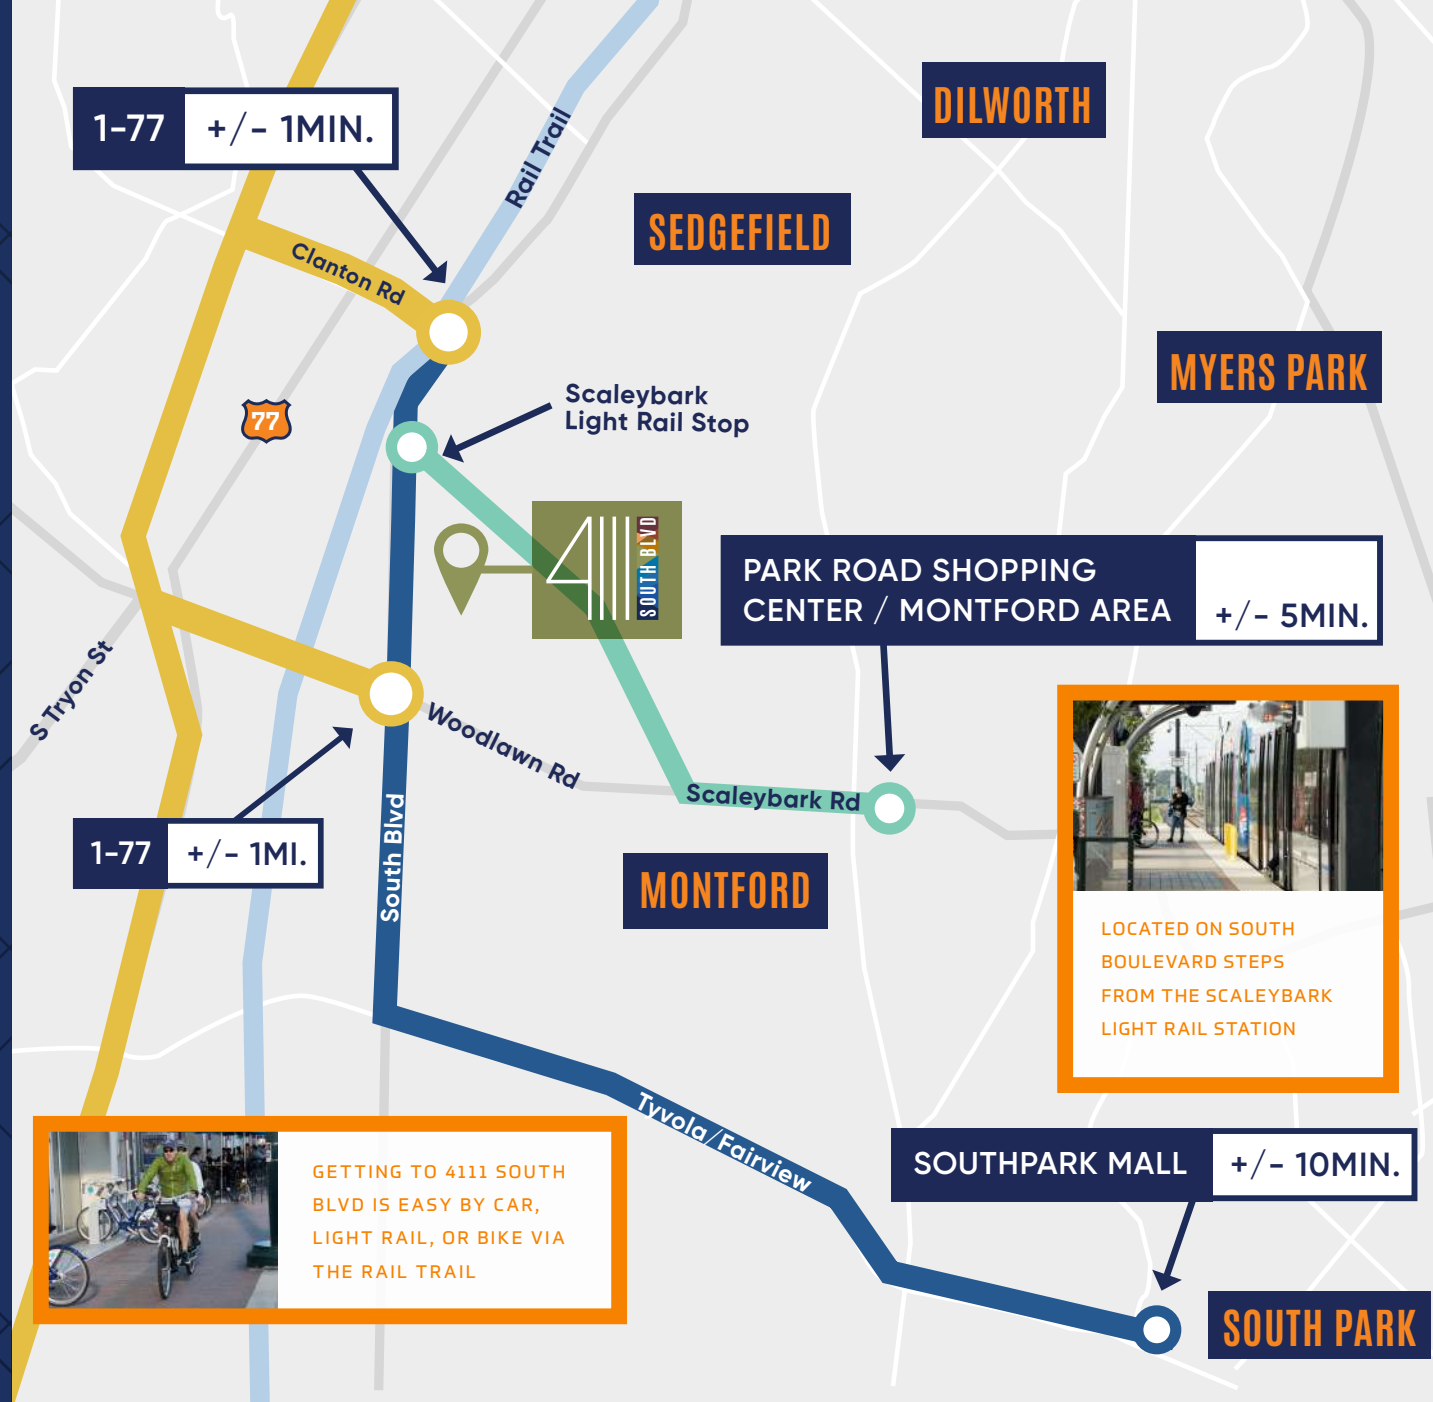 DILWORTH
1-77 +/- 1MIN.
Rail Trail
SEDGEFIELD
Clanton Rd
MYERS PARK
77
Scaleybark
Light Rail Stop
4111
SOUTH BLVD
PARK ROAD SHOPPING
CENTER / MONTFORD AREA +/- 5MIN.
S Tryon St
Woodlawn Rd
Scaleybark Rd
1-77 +/- 1MI.
South Blvd
MONTFORD
LOCATED ON SOUTH
BOULEVARD STEPS
FROM THE SCALEYBARK
LIGHT RAIL STATION
Tyvola/Fairview
SOUTHPARK MALL +/- 10MIN.
GETTING TO 4111 SOUTH
BLVD IS EASY BY CAR,
LIGHT RAIL, OR BIKE VIA
THE RAIL TRAIL
SOUTH PARK